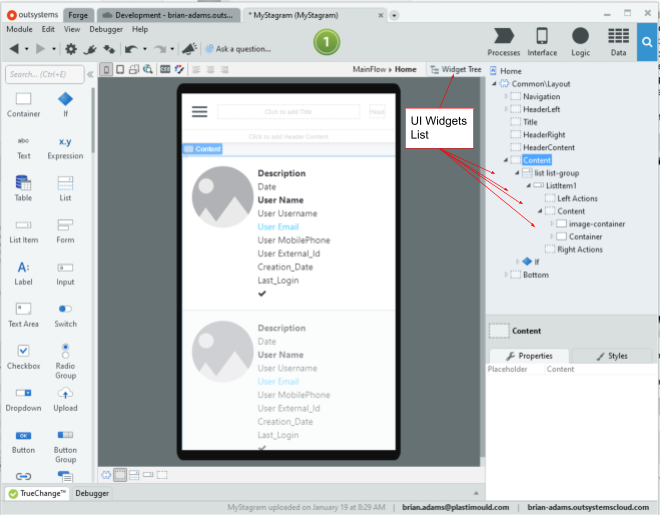 outsystems
Forge
Development - brian-adams.outs...
* MyStagram (MyStagram)
Module Edit View Debugger Help
Ask a question...
1
Processes
Interface
Logic
Data
Search... (Ctrl+E)
MainFlow ▸ Home
Widget Tree
Home
Container
If
Text
abc
Expression
x.y
Table
List
List Item
Form
Label
A:
Input
Text Area
Switch
Checkbox
Radio
Group
Dropdown
Upload
Button
OK
Button
Group
Click to add Title
Click to add Header Content
Content
Description
Date
User Name
User Username
User Email
User MobilePhone
User External_Id
Creation_Date
Last_Login
Description
Date
User Name
User Username
User Email
User MobilePhone
User External_Id
Creation_Date
Last_Login
UI Widgets
List
Common\Layout
Navigation
HeaderLeft
Title
HeaderRight
HeaderContent
Content
list list-group
ListItem1
Left Actions
Content
image-container
Container
Right Actions
If
Bottom
Content
Properties
Styles
Placeholder
Content
TrueChange™
Debugger
MyStagram uploaded on January 19 at 8:29 AM | brian.adams@plastimould.com | brian-adams.outsystemscloud.com